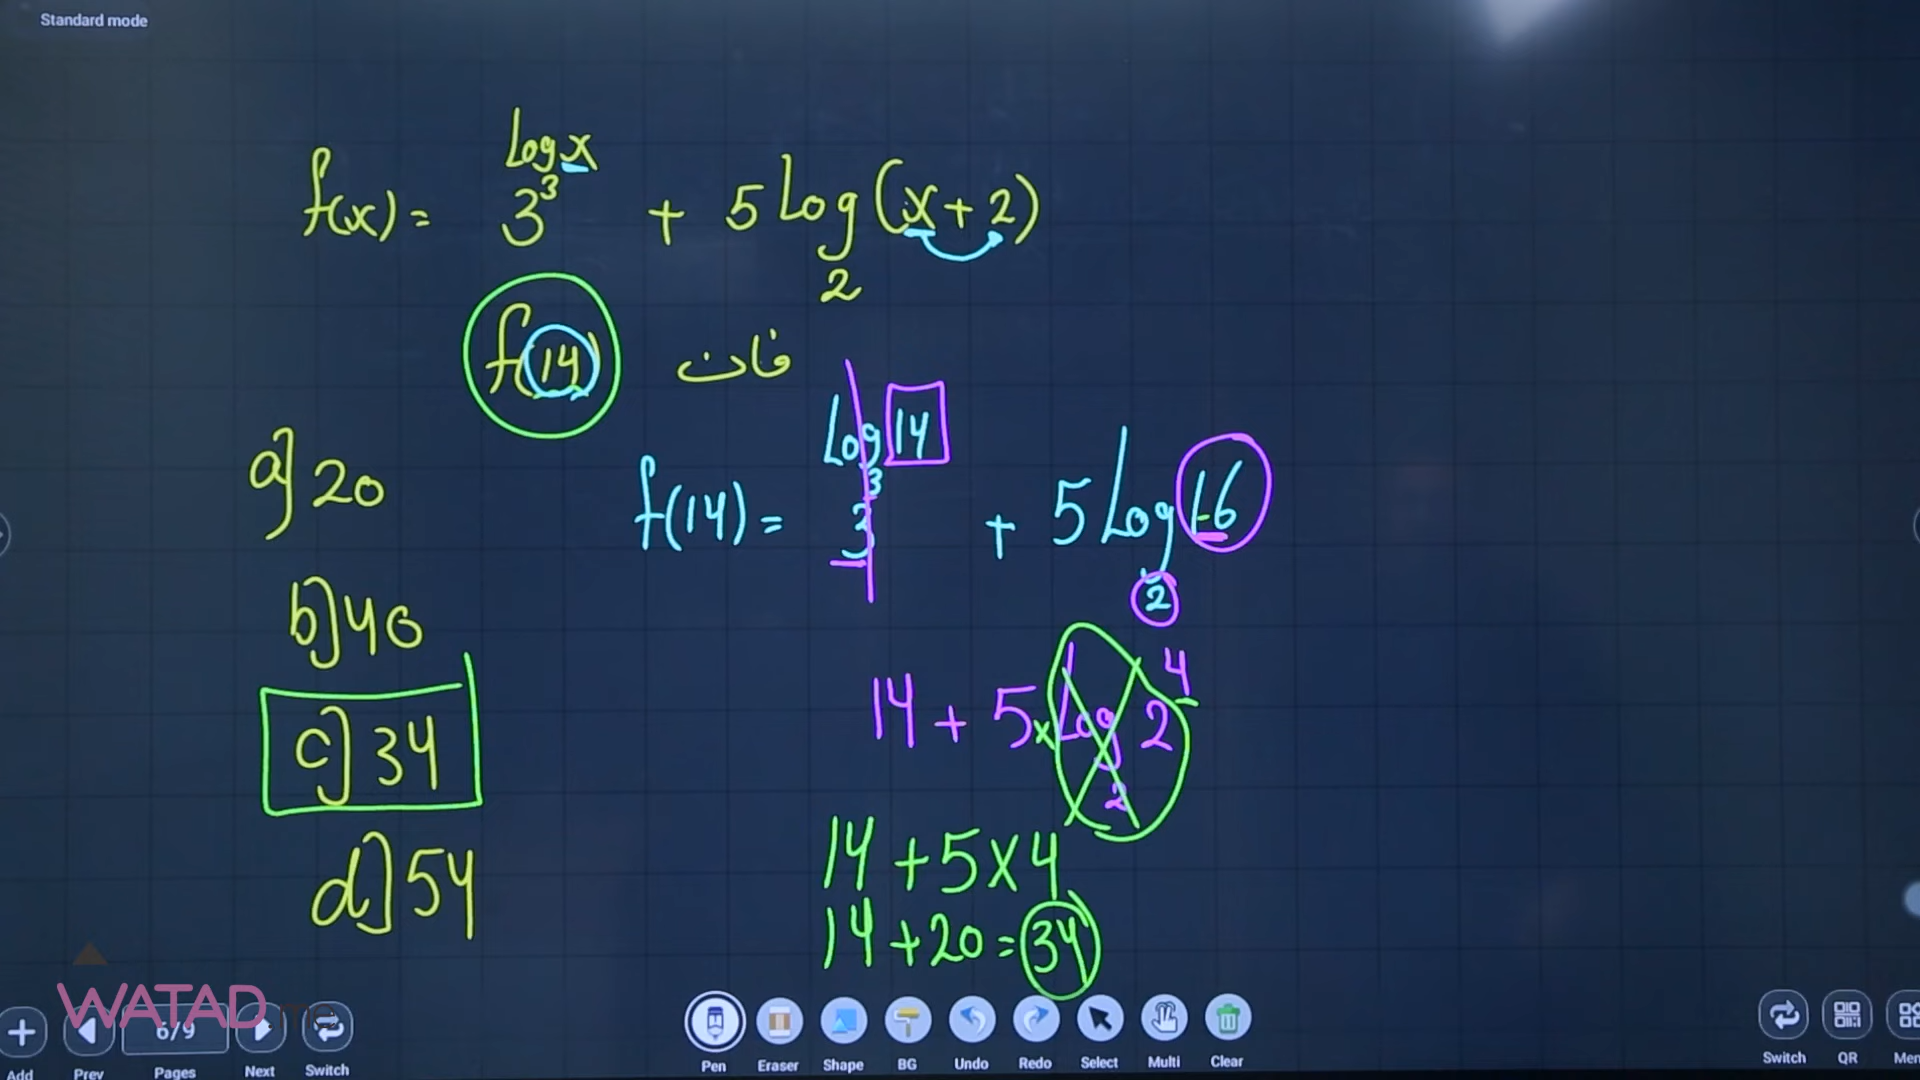 Standard mode
f(x) = 3^{log_3 x} + 5 log_2 (x+2)
f(14) فان
a) 20
b) 40
c) 34
d) 54
f(14) = 3^{log_3 14} + 5 log_2 16
14 + 5 x log_2 2^4
14 + 5 x 4
14 + 20 = 34
WATAD me
6/9
Add Prev Pages Next Switch Pen Eraser Shape BG Undo Redo Select Multi Clear Switch QR Men